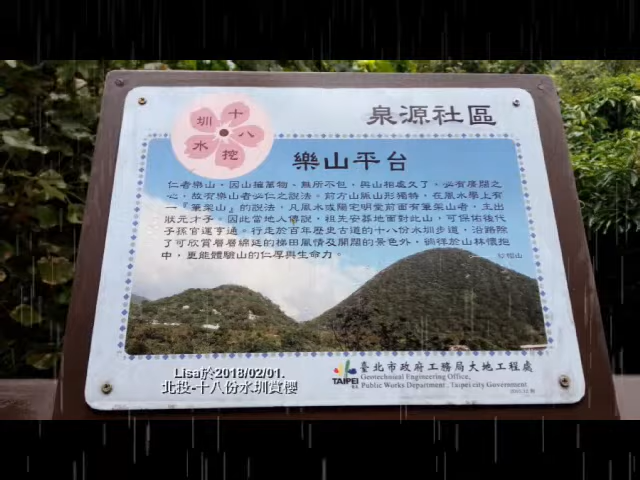 泉源社區
十八挖水圳
樂山平台
仁者樂山，因山擁萬物、無所不包，與山相處久了，必有廣闊之
心，故有樂山者必仁之說法。前方山脈山形獨特，在風水學上有
一『筆架山』的說法，凡風水或陽宅明堂前面有筆架山者，主出
狀元才子。因此當地人傳說，祖先安葬地面對此山，可保佑後代
子孫官運亨通。行走於百年歷史古道的十八份水圳步道，沿路除
了可欣賞層層綿延的梯田風情及開闊的景色外，徜徉於山林懷抱
中，更能體驗山的仁厚與生命力。
紗帽山
TAIPEI
臺北市政府工務局大地工程處
Geotechnical Engineering Office,
Public Works Department, Taipei city Government
Lisa於2018/02/01.
北投-十八份水圳賞櫻